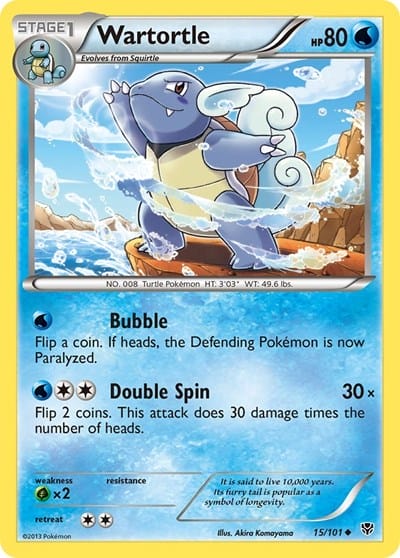 STAGE1
Wartortle
HP80
Evolves from Squirtle
NO. 008 Turtle Pokémon HT: 3'03" WT: 49.6 lbs.
Bubble
Flip a coin. If heads, the Defending Pokémon is now
Paralyzed.
Double Spin 30×
Flip 2 coins. This attack does 30 damage times the
number of heads.
weakness resistance
×2
It is said to live 10,000 years.
Its furry tail is popular as a
symbol of longevity.
retreat
©2013 Pokémon
Illus. Akira Komayama
15/101